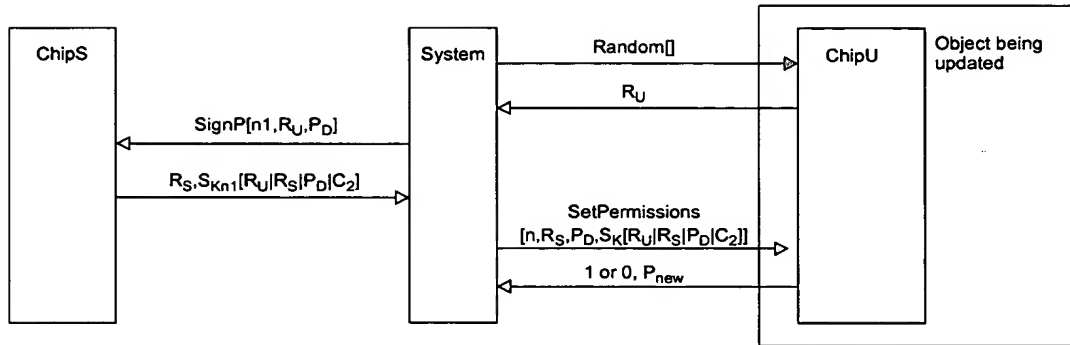 ChipS
System
ChipU
Object being
updated
Random[]
R_U
SignP[n1,R_U,P_D]
R_S,S_Kn1[R_U|R_S|P_D|C_2]
SetPermissions
[n,R_S,P_D,S_K[R_U|R_S|P_D|C_2]]
1 or 0, P_new